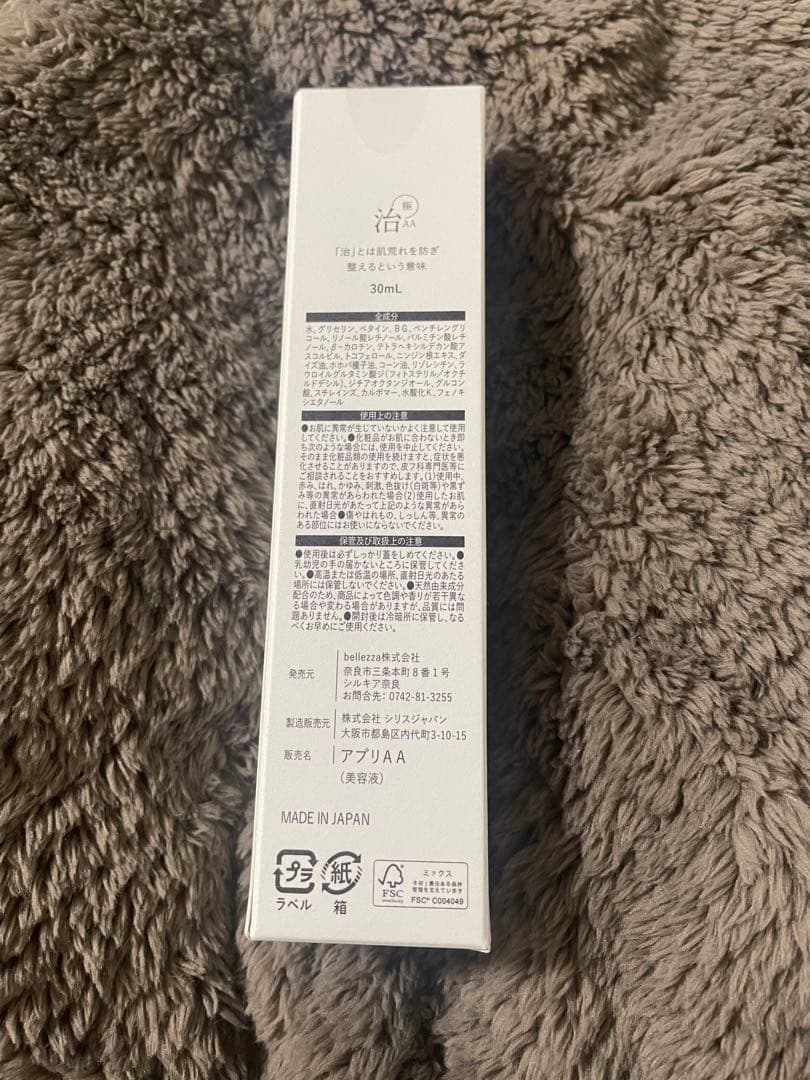 極
治AA
「治」とは肌荒れを防ぎ
整えるという意味
30mL
全成分
水、グリセリン、ベタイン、BG、ペンチレングリ
コール、リノール酸レチノール、パルミチン酸レチ
ノール、β-カロチン、テトラヘキシルデカン酸ア
スコルビル、トコフェロール、ニンジン根エキス、ダ
イズ油、ホホバ種子油、コーン油、リゾレシチン、ラ
ウロイルグルタミン酸ジ(フィトステリル/オクチ
ルドデシル)、ジチアオクタンジオール、グルコン
酸、スチレインズ、カルボマー、水酸化K、フェノキ
シエタノール
使用上の注意
●お肌に異常が生じていないかよく注意して使用
してください。●化粧品がお肌に合わないとき即
ち次のような場合には、使用を中止してください。
そのまま化粧品類の使用を続けますと、症状を悪
化させることがありますので、皮フ科専門医等に
ご相談されることをおすすめします。(1)使用中、
赤み、はれ、かゆみ、刺激、色抜け(白斑等)や黒ず
み等の異常があらわれた場合(2)使用したお肌
に、直射日光があたって上記のような異常があら
われた場合●傷やはれもの、しっしん等、異常の
ある部位にはお使いにならないでください。
保管及び取扱上の注意
●使用後は必ずしっかり蓋をしめてください。●
乳幼児の手の届かないところに保管してくださ
い。●高温または低温の場所、直射日光のあたる
場所には保管しないでください。●天然由来成分
配合のため、商品によって色調や香りが若干異な
る場合や変わる場合がありますが、品質には問
題ありません。●開封後は冷暗所に保管し、なる
べくお早めにご使用ください。
発売元
bellezza株式会社
奈良市三条本町8番1号
シルキア奈良
お問合先:0742-81-3255
製造販売元
株式会社 シリスジャパン
大阪市都島区内代町3-10-15
販売名
アプリAA
(美容液)
MADE IN JAPAN
プラ
ラベル
紙
箱
FSC
www.fsc.org
ミックス
木材|責任ある森林
管理を支えています
FSC® C004049